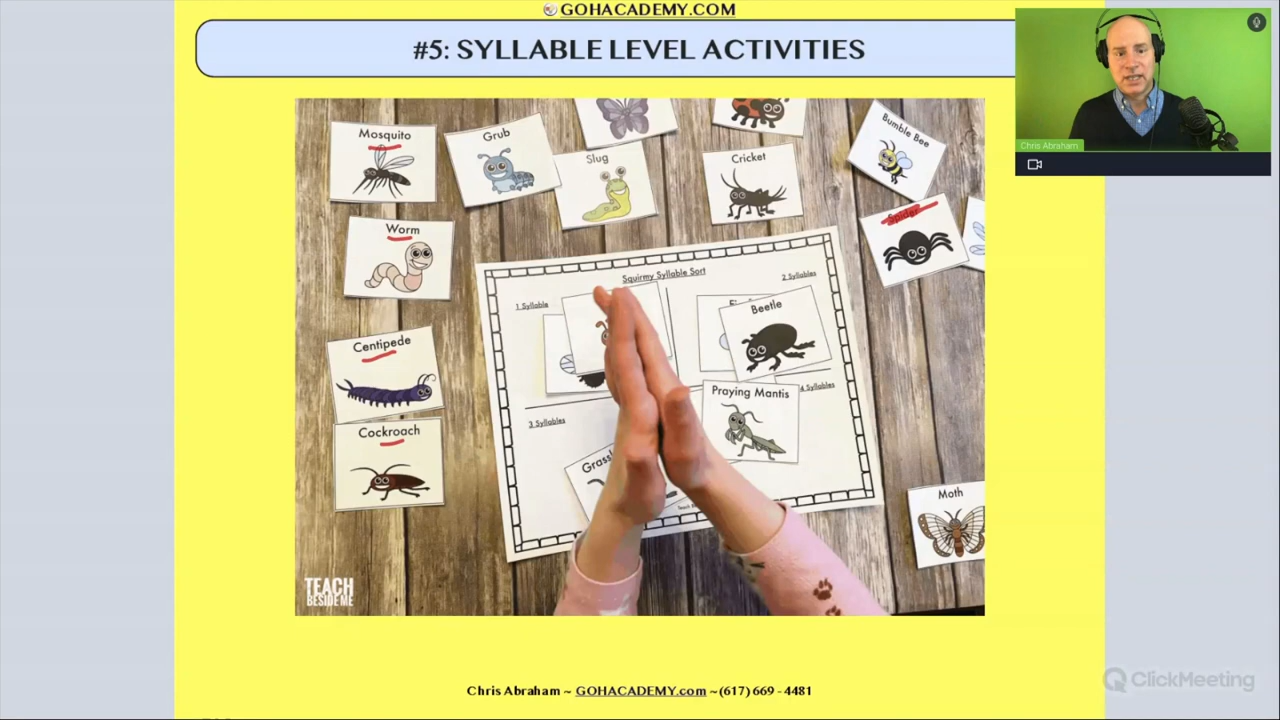 GOHACADEMY.COM
#5: SYLLABLE LEVEL ACTIVITIES
Chris Abraham
Mosquito
Grub
Slug
Cricket
Bumble Bee
Spider
Worm
Squirmy Syllable Sort
1 Syllable
2 Syllables
Beetle
Centipede
Praying Mantis
4 Syllables
3 Syllables
Cockroach
Moth
TEACH
BESIDE ME
Chris Abraham ~ GOHACADEMY.com ~(617) 669 - 4481
ClickMeeting